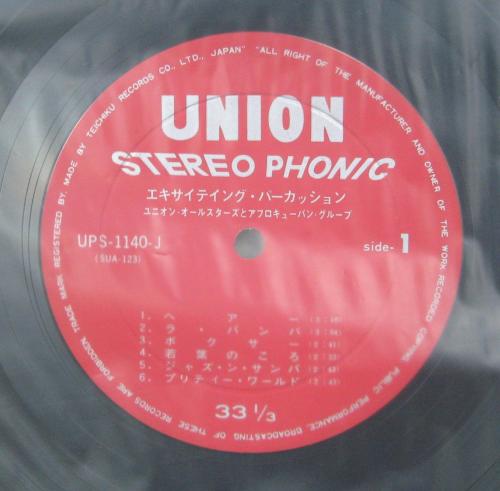 MADE BY TEICHIKU RECORDS CO., LTD., JAPAN" "ALL RIGHT OF THE MANUFACTURER AND OWNER OF THE WORK RECORDED COPYING, PUBLIC PERFORMANCE, BROADCASTING OF THESE RECORDS ARE FORBIDDEN, TRADE MARK REGISTERED BY,
UNION
STEREO PHONIC
エキサイテイング・パーカッション
ユニオン・オールスターズとアフロキューバン・グループ
UPS-1140-J
(SUA-123)
side-1
1. ヘアー
2. ラ・バンバ
3. ボクサー
4. 若葉のころ
5. ジャズ・ン・サンバ
6. プリティー・ワールド
33 1/3